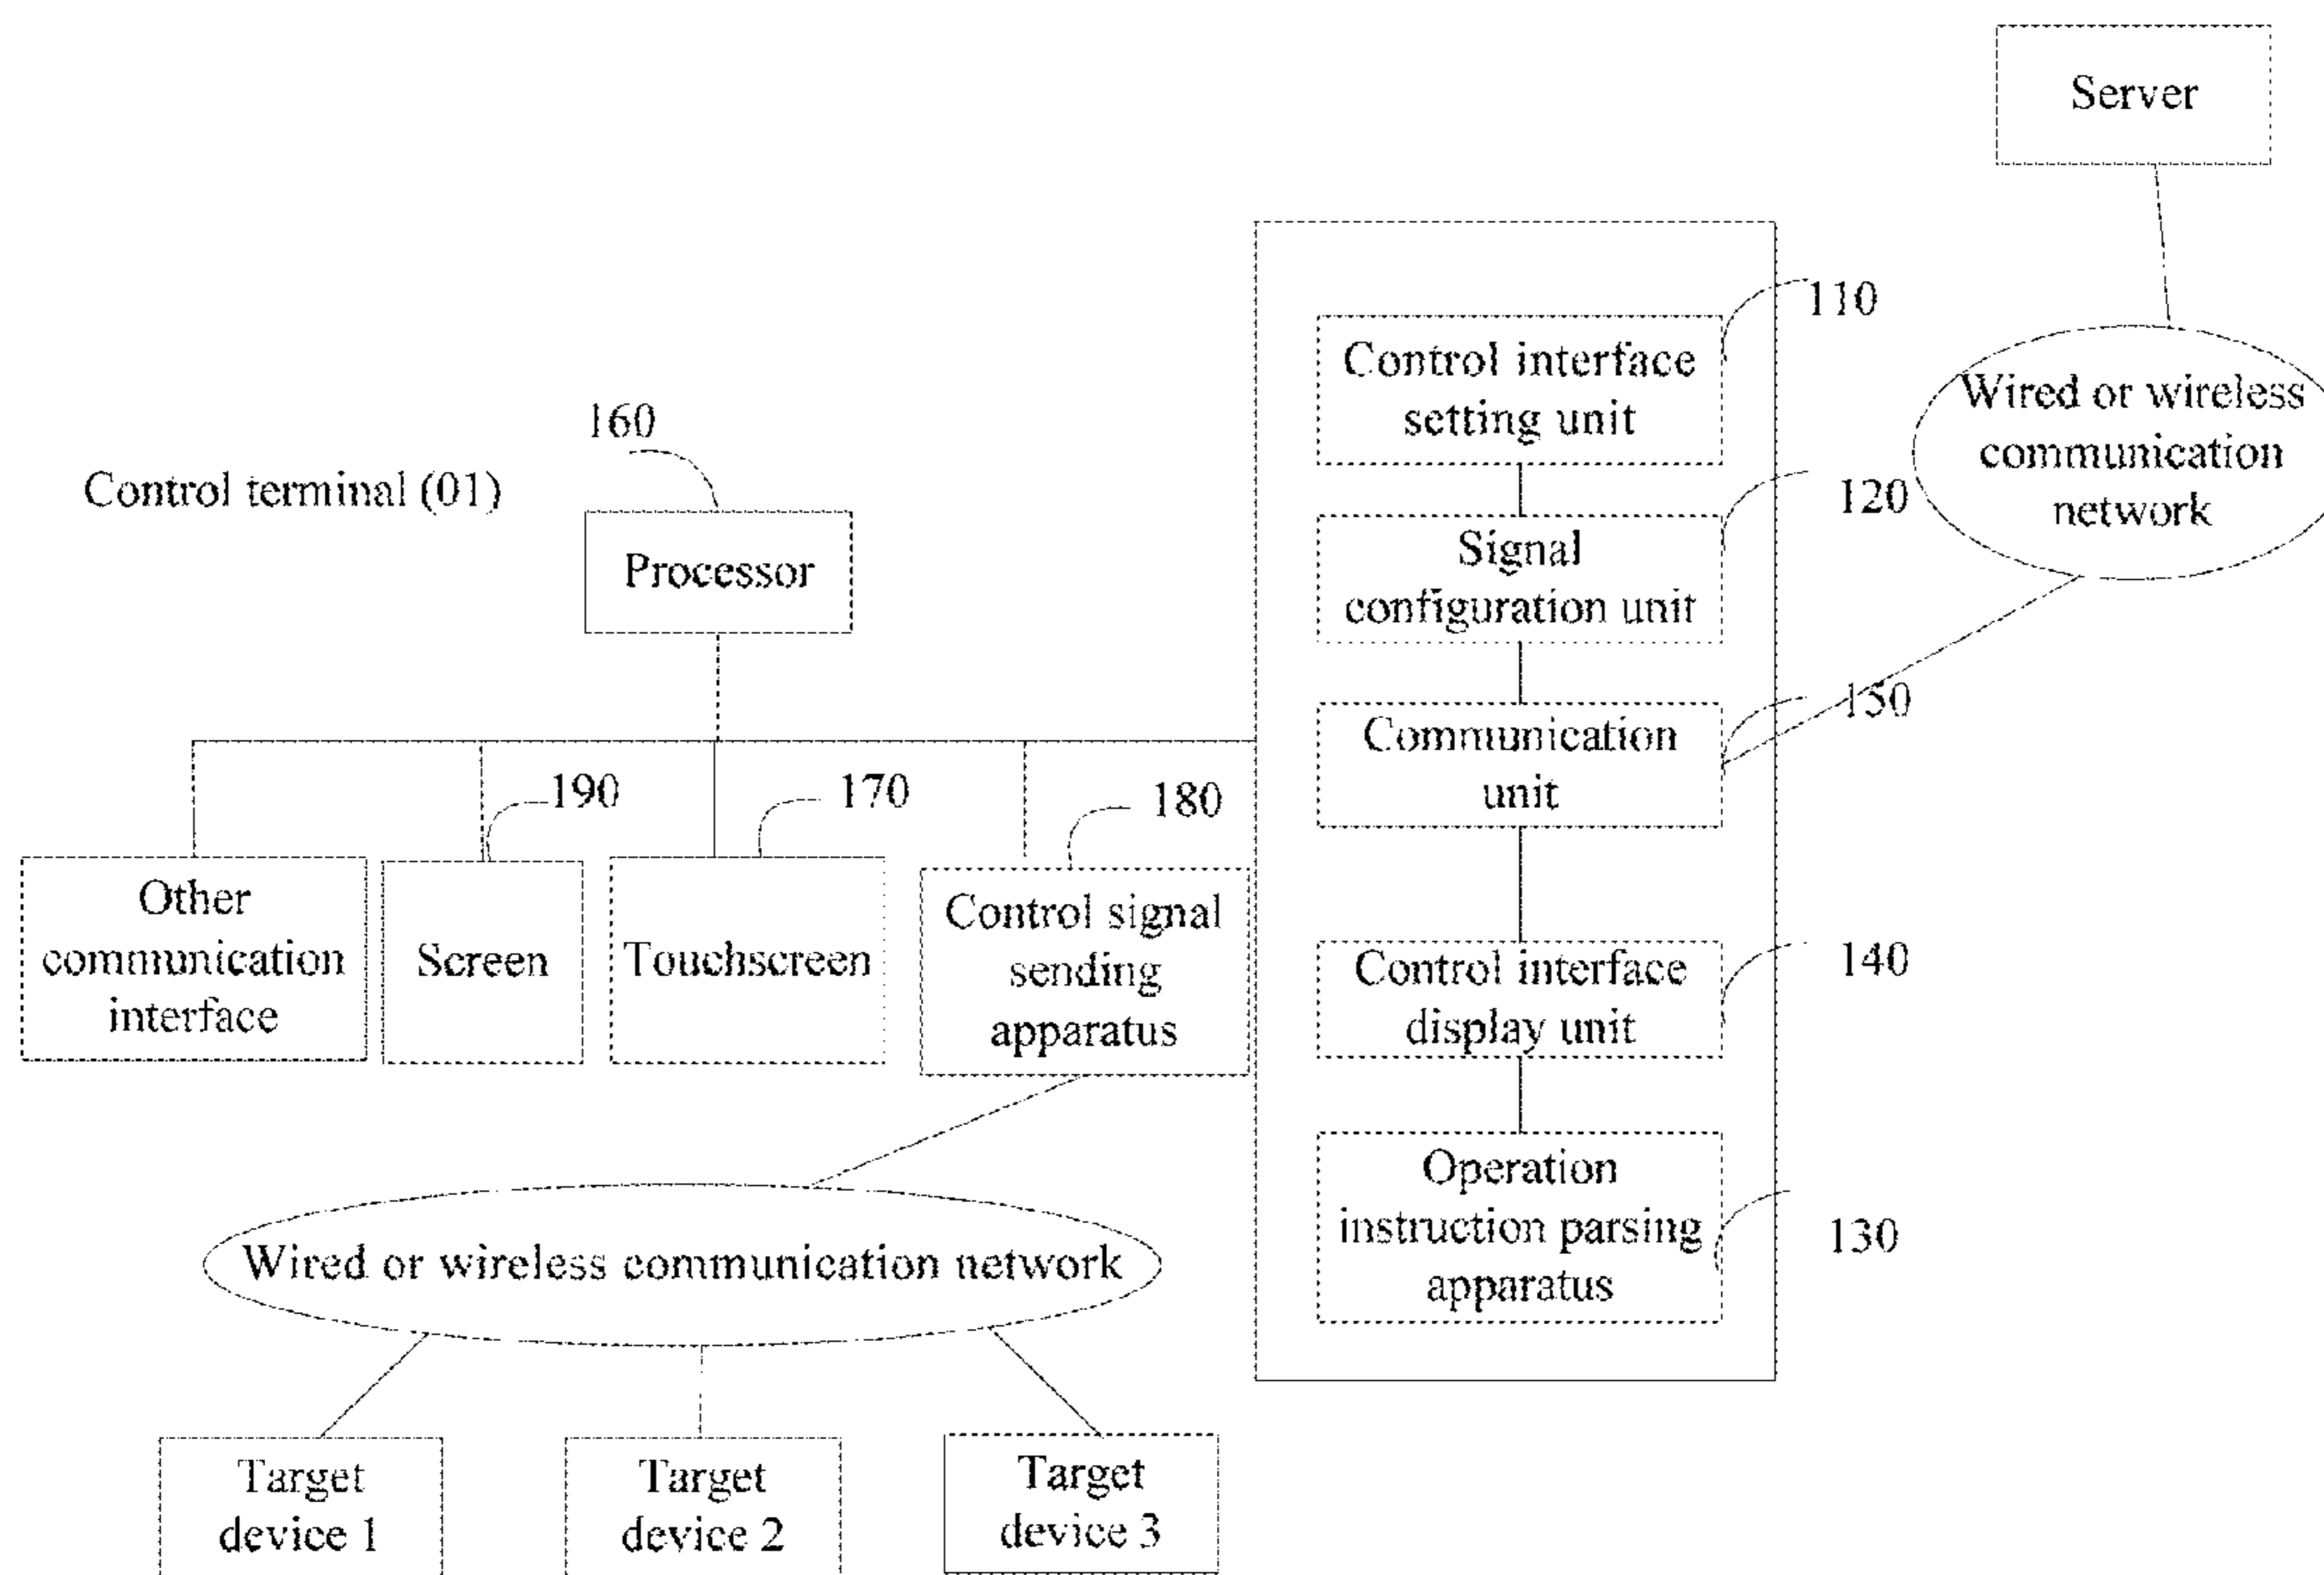 Server
110
Control interface
setting unit
Wired or wireless
communication
network
160
Control terminal (01)
120
Signal
configuration unit
Processor
150
Communication
unit
190
170
180
Other
communication
interface
Screen
Touchscreen
Control signal
sending
apparatus
Control interface
display unit
140
Operation
instruction parsing
apparatus
130
Wired or wireless communication network
Target
device 1
Target
device 2
Target
device 3